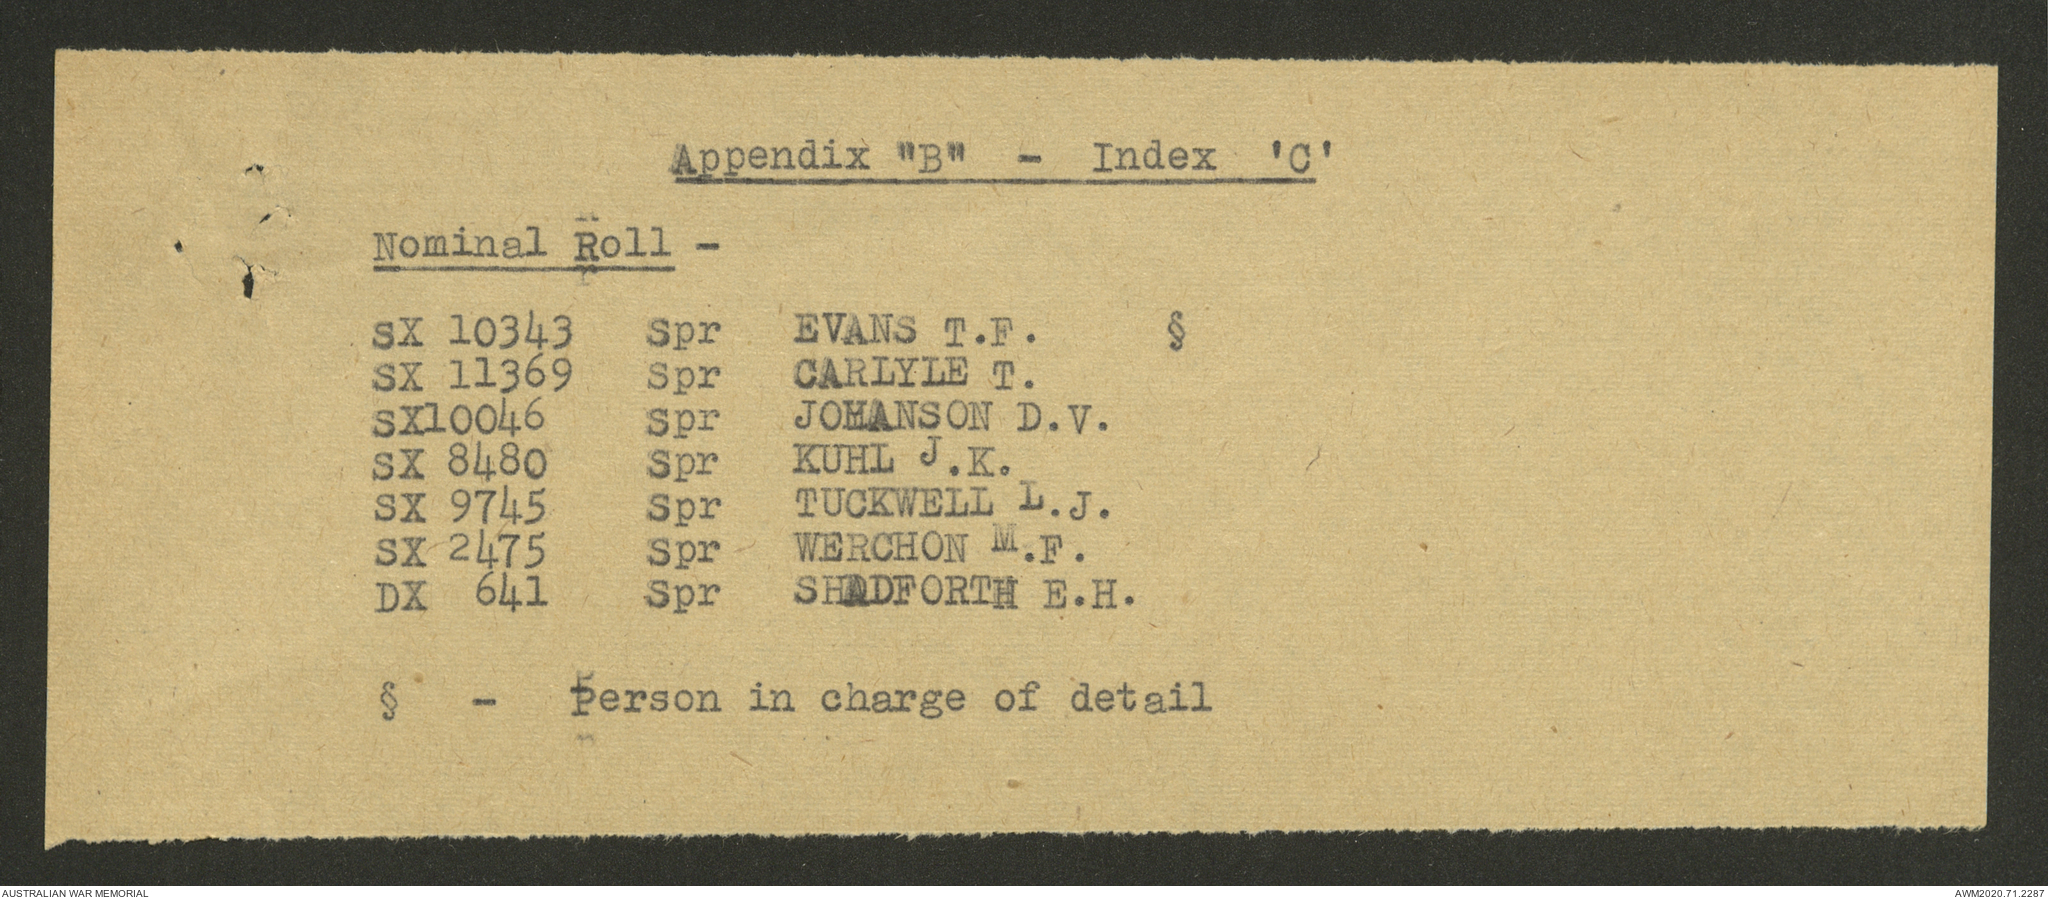 Appendix "B" - Index 'C'
Nominal Roll -
SX 10343 Spr EVANS T.F. §
SX 11369 Spr CARLYLE T.
SX10046 Spr JOHANSON D.V.
SX 8480 Spr KUHL J.K.
SX 9745 Spr TUCKWELL L.J.
SX 2475 Spr WERCHON M.F.
DX 641 Spr SHADFORTH E.H.
§ - Person in charge of detail
AUSTRALIAN WAR MEMORIAL
AWM2020.71.2287